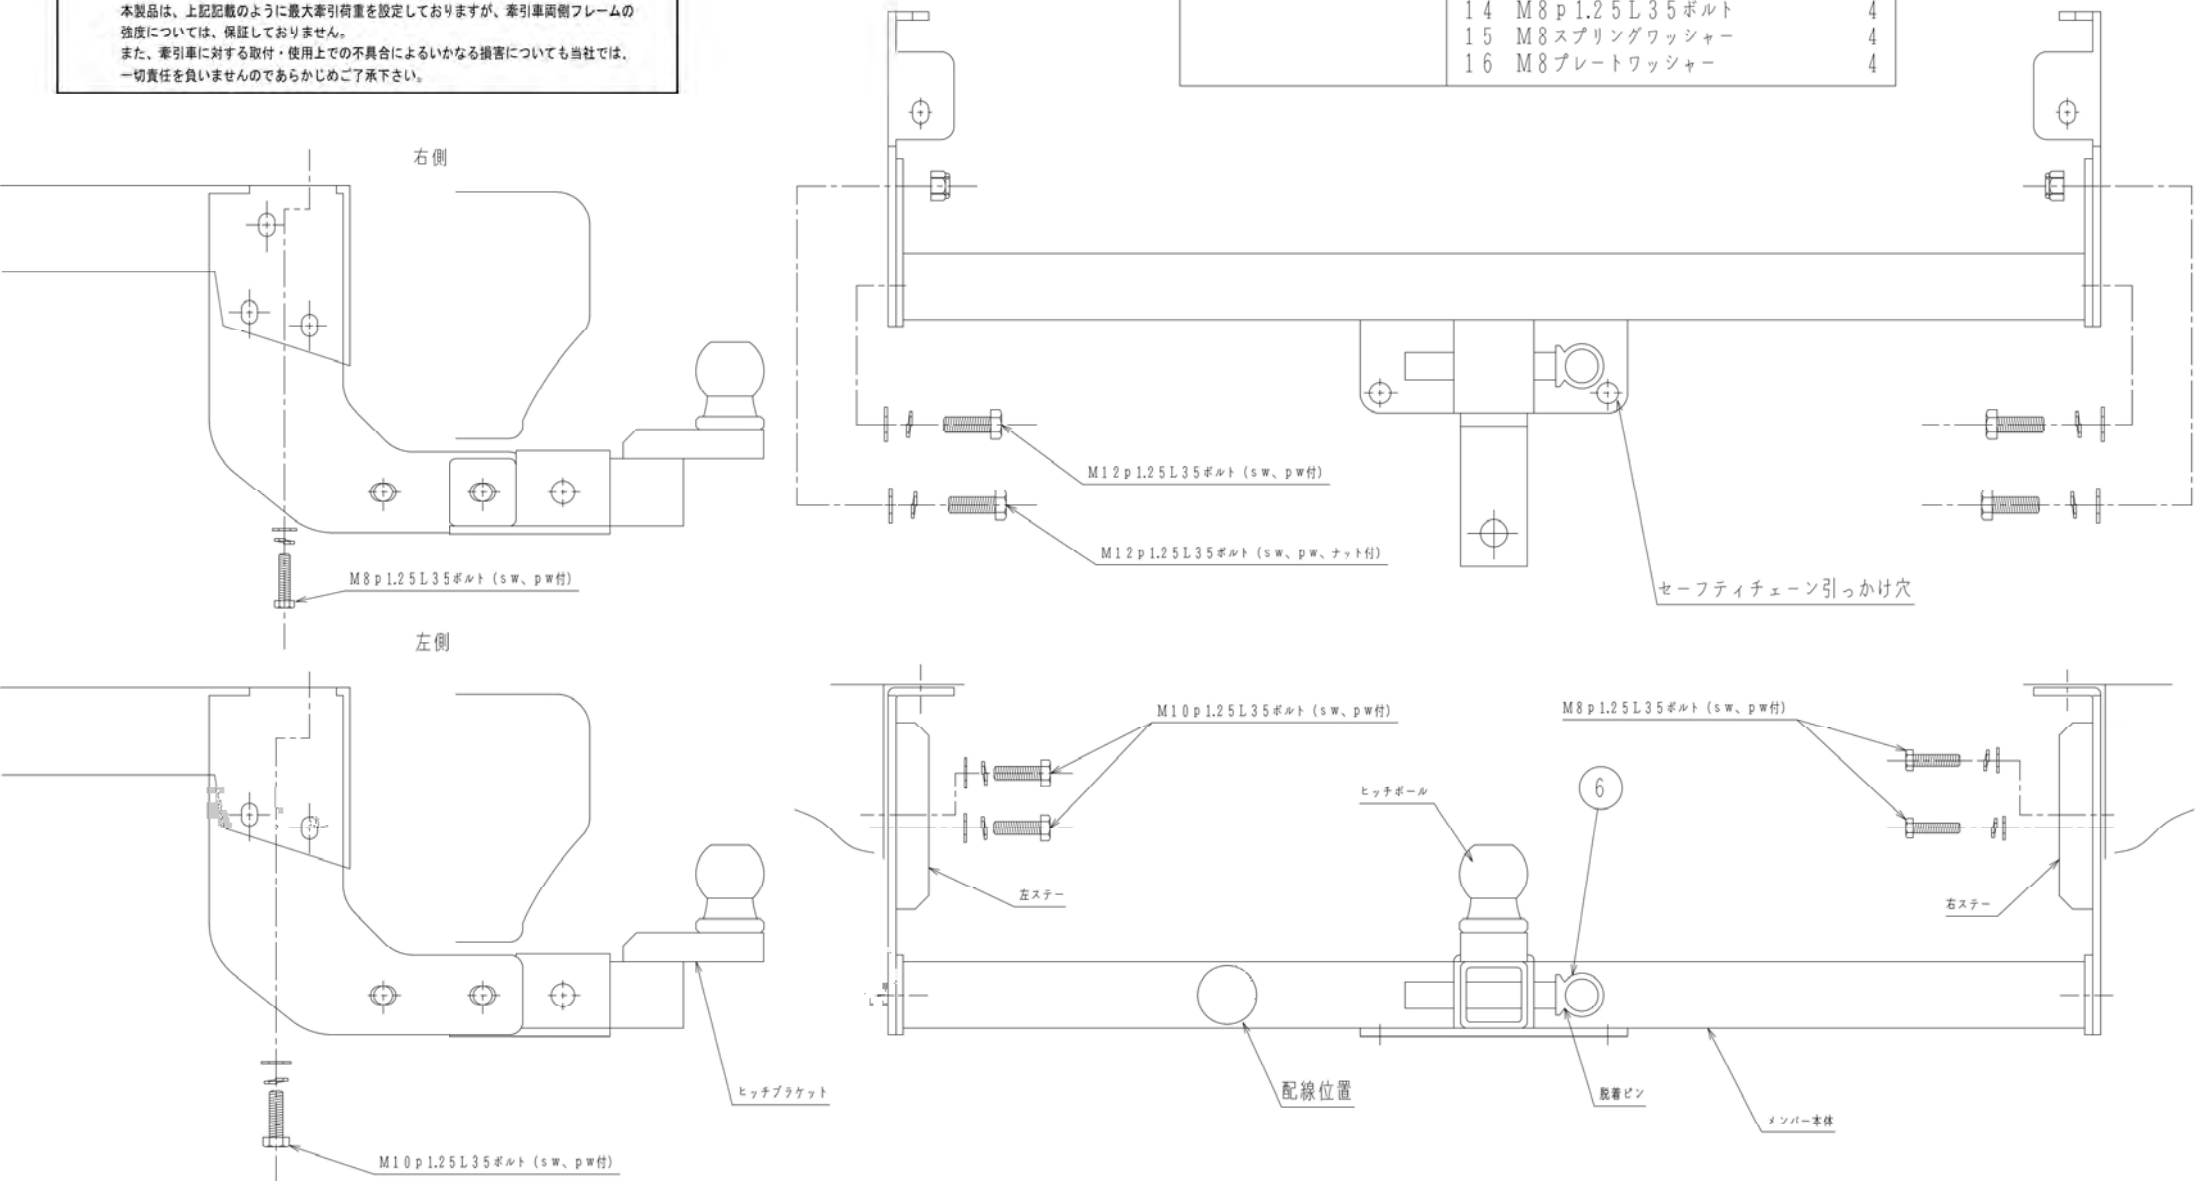 本製品は、上記記載のように最大牽引荷重を設定しておりますが、牽引車両側フレームの
強度については、保証しておりません。
また、牽引車に対する取付・使用上での不具合によるいかなる損害についても当社では、
一切責任を負いませんのであらかじめご了承下さい。
14 M8p1.25L35ボルト 4
15 M8スプリングワッシャー 4
16 M8プレートワッシャー 4
右側
M12p1.25L35ボルト(sw、pw付)
M12p1.25L35ボルト(sw、pw、ナット付)
M8p1.25L35ボルト(sw、pw付)
セーフティチェーン引っかけ穴
左側
M10p1.25L35ボルト(sw、pw付)
M8p1.25L35ボルト(sw、pw付)
ヒッチボール
6
左ステー
右ステー
ヒッチブラケット
配線位置
脱着ピン
メンバー本体
M10p1.25L35ボルト(sw、pw付)